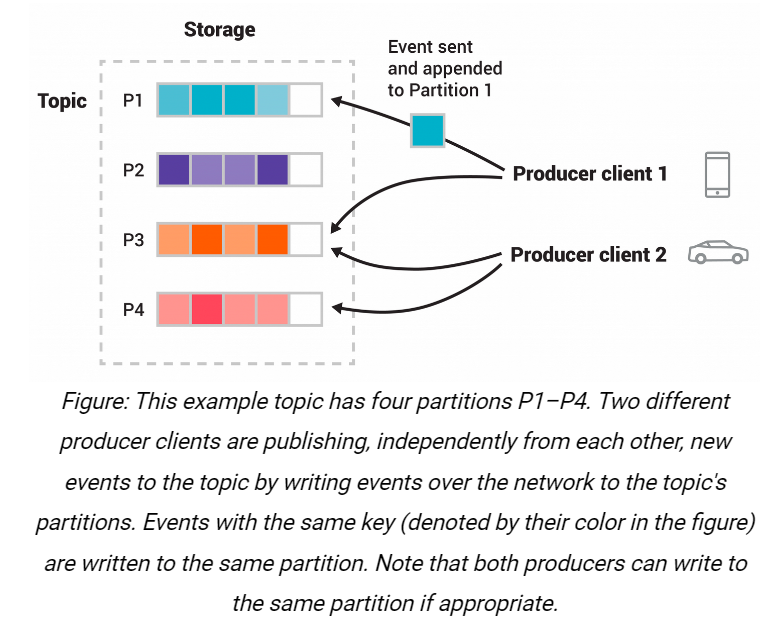 Storage
Event sent
and appended
to Partition 1
Topic
P1
P2
Producer client 1
P3
Producer client 2
P4
Figure: This example topic has four partitions P1–P4. Two different
producer clients are publishing, independently from each other, new
events to the topic by writing events over the network to the topic's
partitions. Events with the same key (denoted by their color in the figure)
are written to the same partition. Note that both producers can write to
the same partition if appropriate.